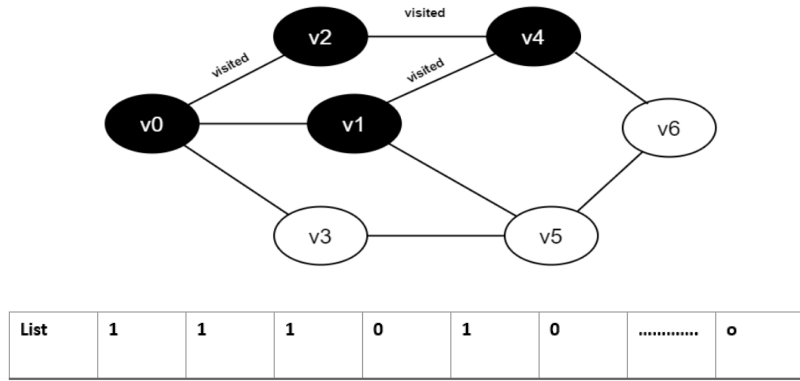 visited
v2
v4
visited
visited
v0
v1
v6
v3
v5
List 1 1 1 0 1 0 ............. o